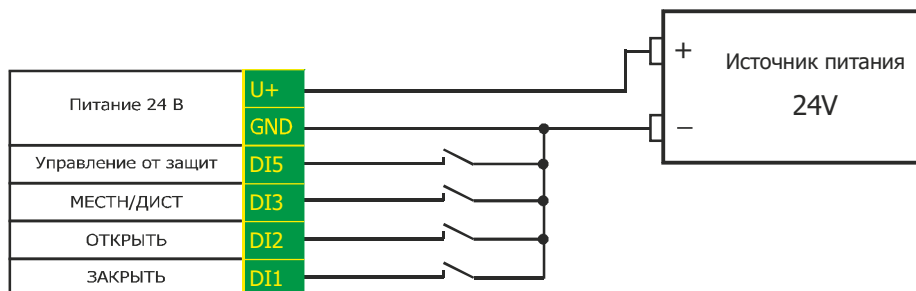 Источник питания
24V
+
−
Питание 24 В
U+
GND
Управление от защит
DI5
МЕСТН/ДИСТ
DI3
ОТКРЫТЬ
DI2
ЗАКРЫТЬ
DI1